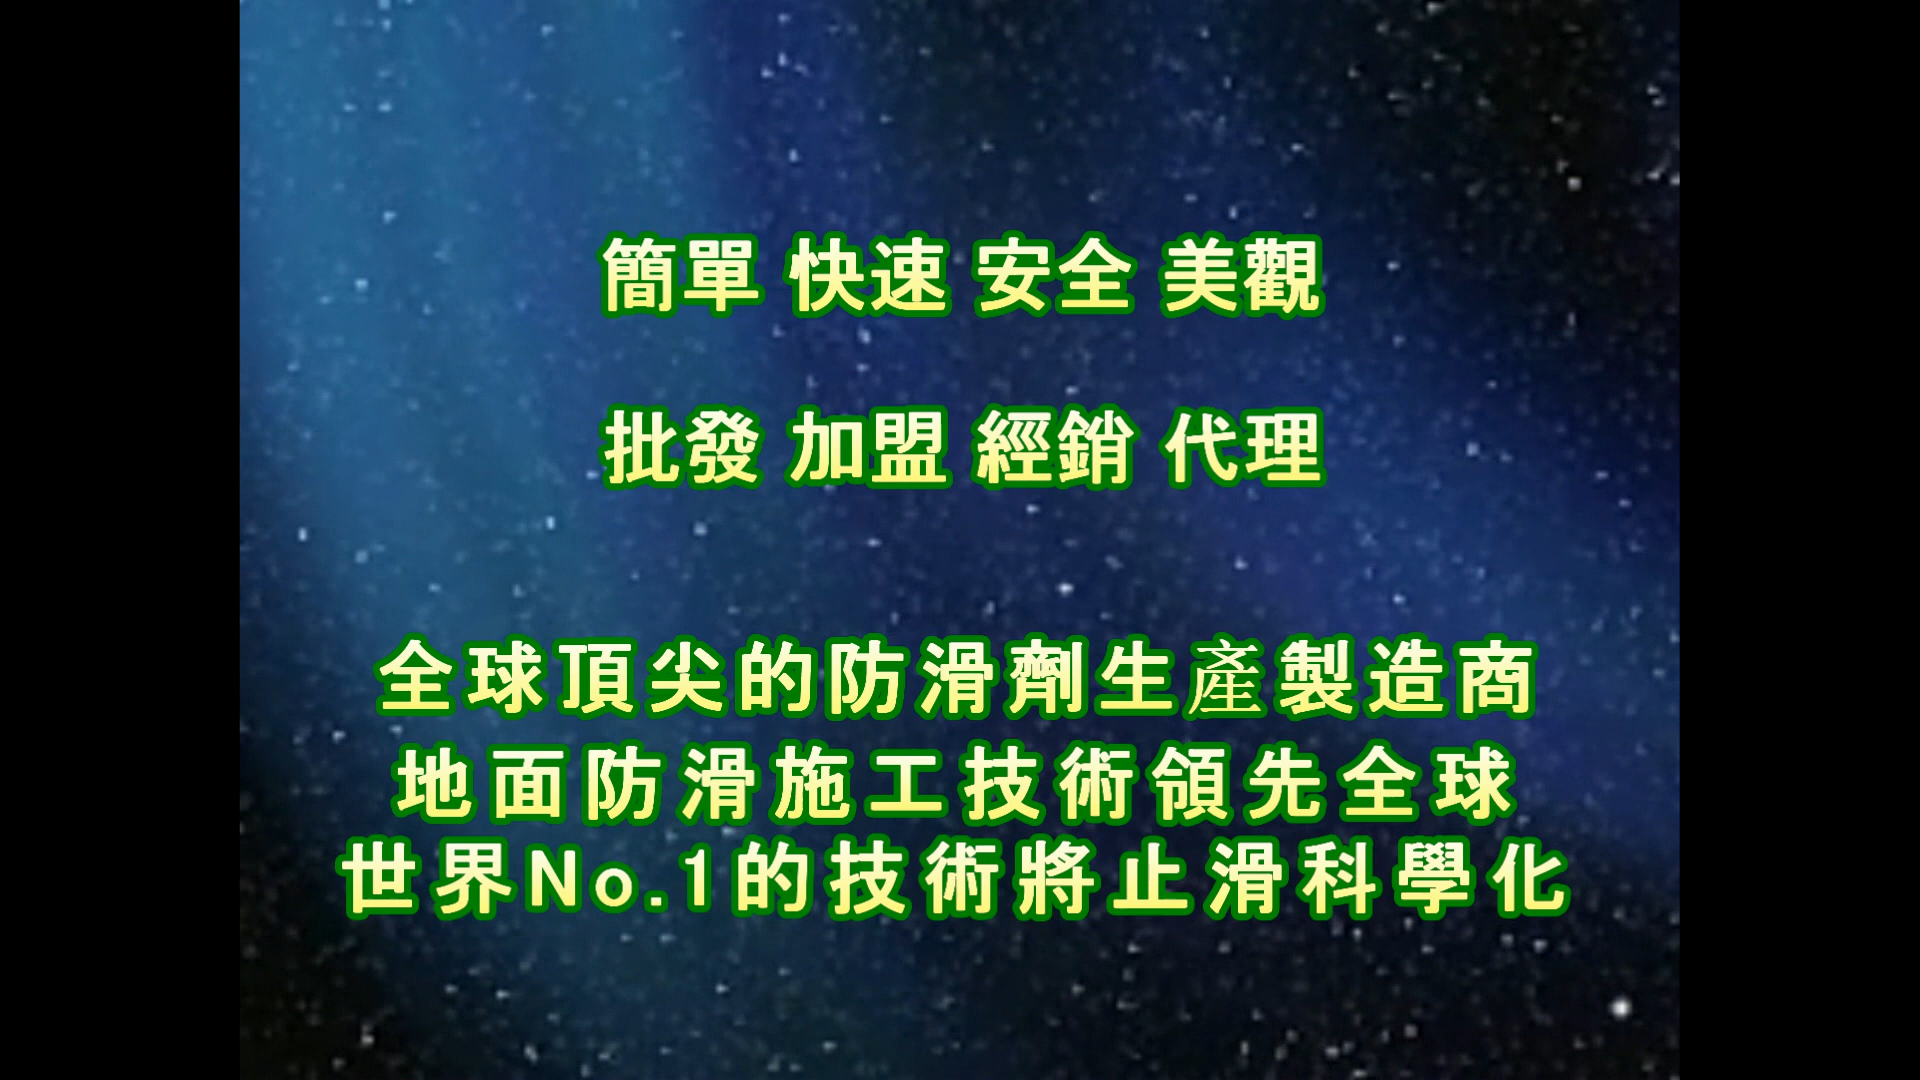 簡單 快速 安全 美觀
批發 加盟 經銷 代理
全球頂尖的防滑劑生產製造商
地面防滑施工技術領先全球
世界No.1的技術將止滑科學化